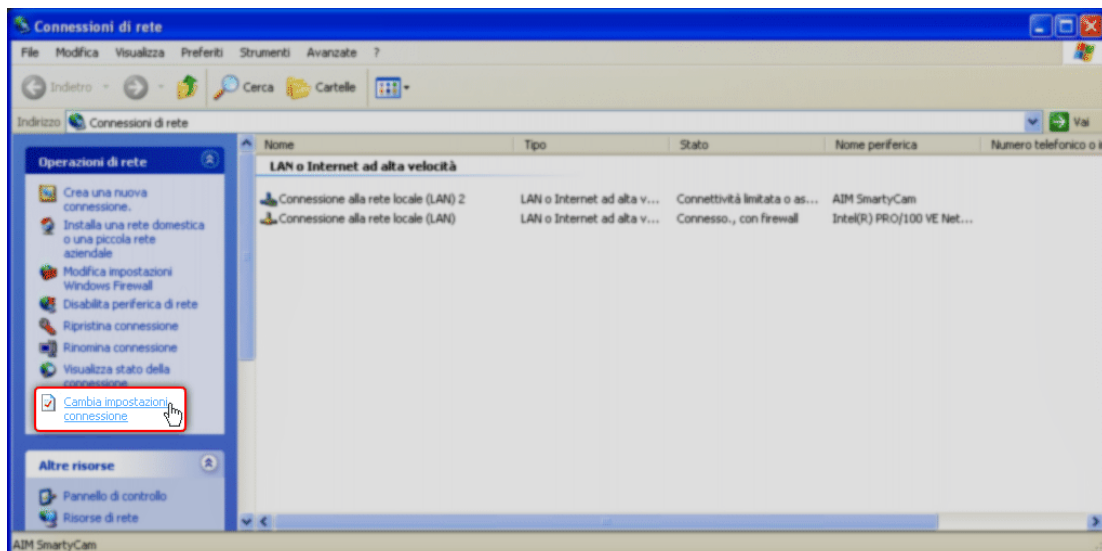 Connessioni di rete
File Modifica Visualizza Preferiti Strumenti Avanzate ?
Indietro Cerca Cartelle
Indirizzo Connessioni di rete Vai
Nome Tipo Stato Nome periferica Numero telefonico o i
Operazioni di rete
LAN o Internet ad alta velocità
Crea una nuova
connessione.
Connessione alla rete locale (LAN) 2 LAN o Internet ad alta v... Connettività limitata o as... AIM SmartyCam
Connessione alla rete locale (LAN) LAN o Internet ad alta v... Connesso., con firewall Intel(R) PRO/100 VE Net...
Installa una rete domestica
o una piccola rete
aziendale
Modifica impostazioni
Windows Firewall
Disabilita periferica di rete
Ripristina connessione
Rinomina connessione
Visualizza stato della
connessione
Cambia impostazioni
connessione
Altre risorse
Pannello di controllo
Risorse di rete
AIM SmartyCam